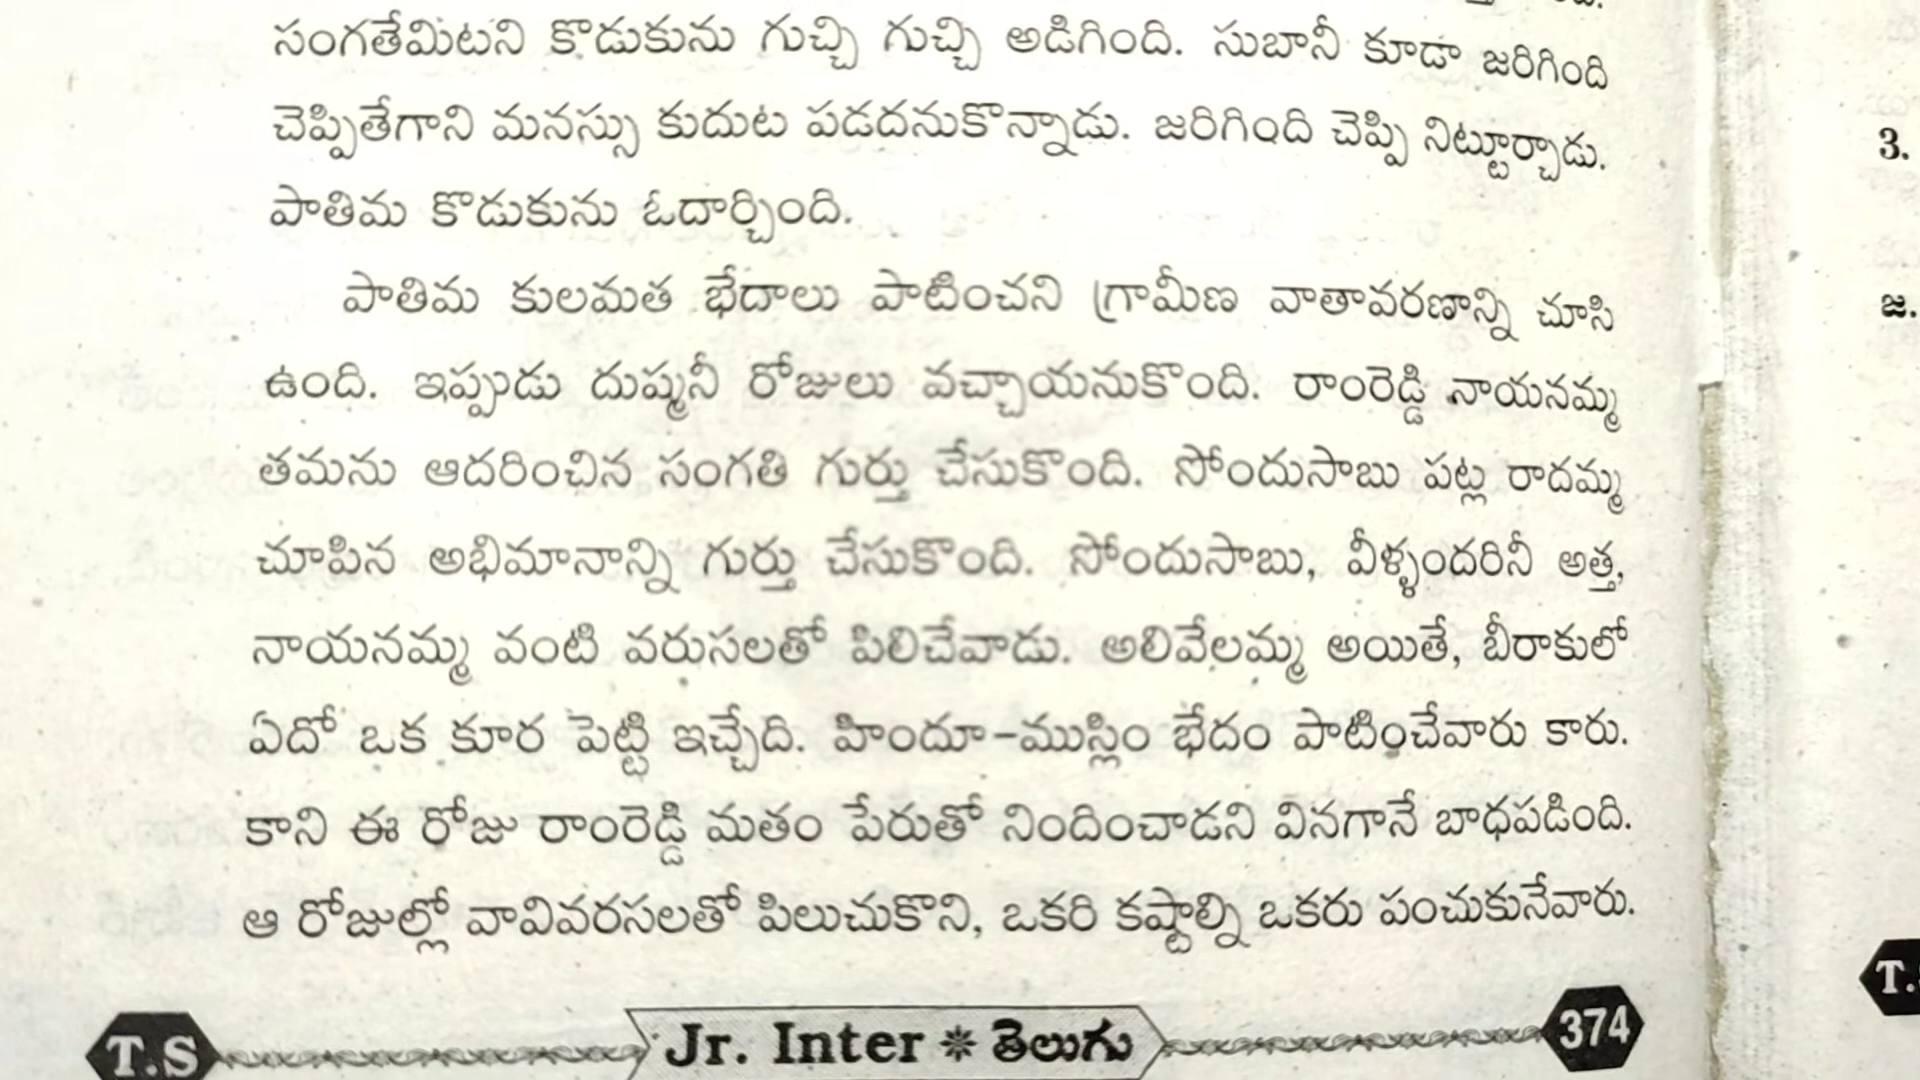 సంగతేమిటని కొడుకును గుచ్చి గుచ్చి అడిగింది. సుబానీ కూడా జరిగింది
చెప్పితేగాని మనస్సు కుదుట పడదనుకొన్నాడు. జరిగింది చెప్పి నిట్టూర్చాడు.
పాతిమ కొడుకును ఓదార్చింది.
పాతిమ కులమత భేదాలు పాటించని గ్రామీణ వాతావరణాన్ని చూసి
ఉంది. ఇప్పుడు దుష్మనీ రోజులు వచ్చాయనుకొంది. రాంరెడ్డి నాయనమ్మ
తమను ఆదరించిన సంగతి గుర్తు చేసుకొంది. సోందుసాబు పట్ల రాదమ్మ
చూపిన అభిమానాన్ని గుర్తు చేసుకొంది. సోందుసాబు, వీళ్ళందరినీ అత్త,
నాయనమ్మ వంటి వరుసలతో పిలిచేవాడు. అలివేలమ్మ అయితే, బీరాకులో
ఏదో ఒక కూర పెట్టి ఇచ్చేది. హిందూ-ముస్లిం భేదం పాటించేవారు కారు.
కాని ఈ రోజు రాంరెడ్డి మతం పేరుతో నిందించాడని వినగానే బాధపడింది.
ఆ రోజుల్లో వావివరసలతో పిలుచుకొని, ఒకరి కష్టాల్ని ఒకరు పంచుకునేవారు.
T.S Jr. Inter ❋ తెలుగు 374
3.
జ.
T.